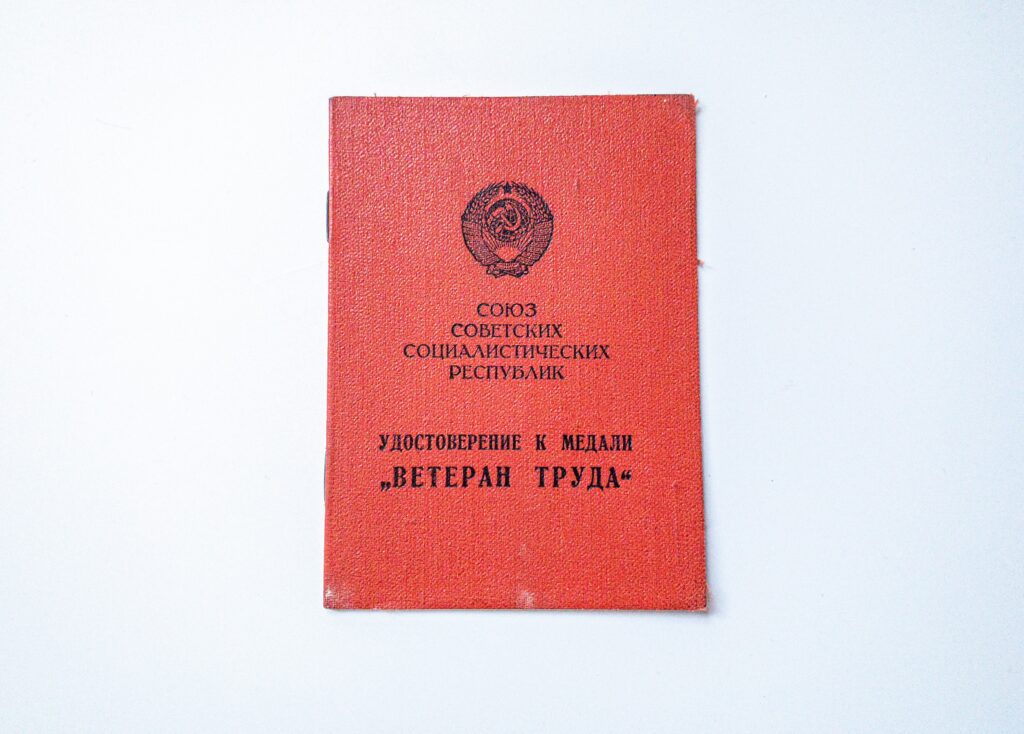 СОЮЗ
СОВЕТСКИХ
СОЦИАЛИСТИЧЕСКИХ
РЕСПУБЛИК
УДОСТОВЕРЕНИЕ К МЕДАЛИ
„ВЕТЕРАН ТРУДА“